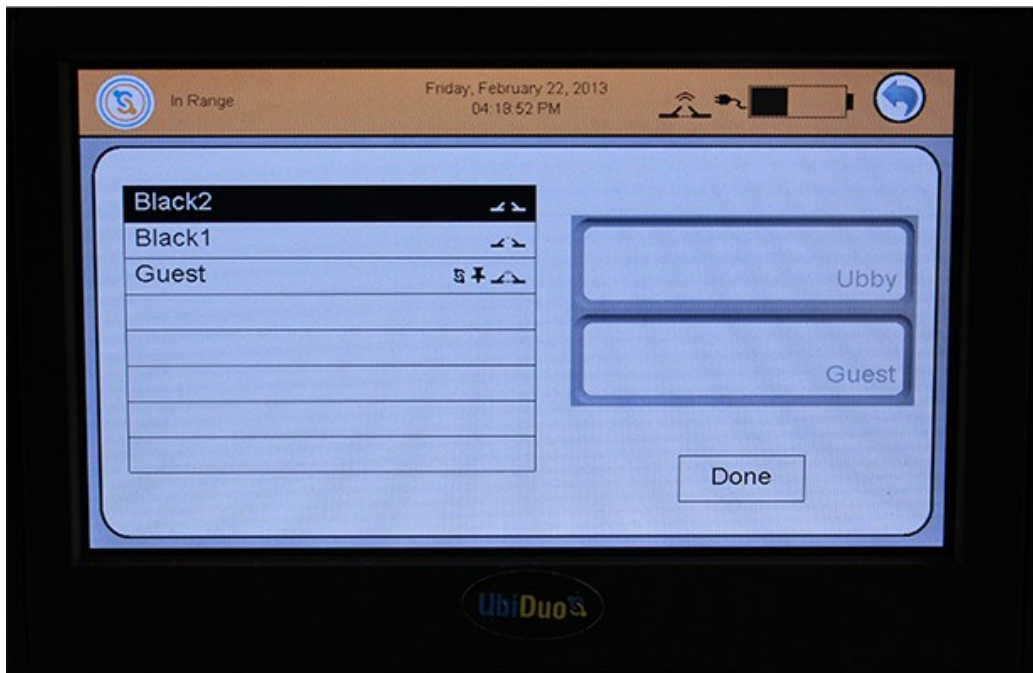 In Range
Friday, February 22, 2013
04:18:52 PM
Black2
Black1
Guest
Ubby
Guest
Done
UbiDuo